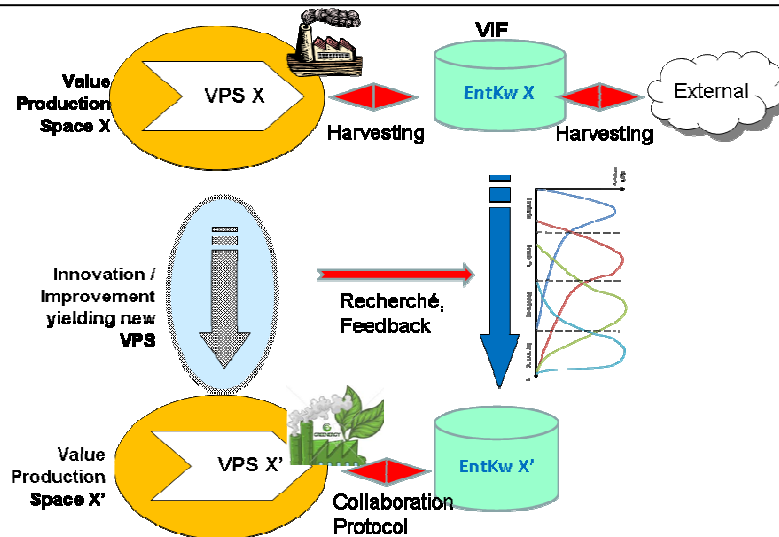 VIF
Value
Production
Space X
VPS X
EntKw X
External
Harvesting
Harvesting
Innovation /
Improvement
yielding new
VPS
Recherché,
Feedback
GREENERGY
Value
Production
Space X’
VPS X’
EntKw X’
Collaboration
Protocol